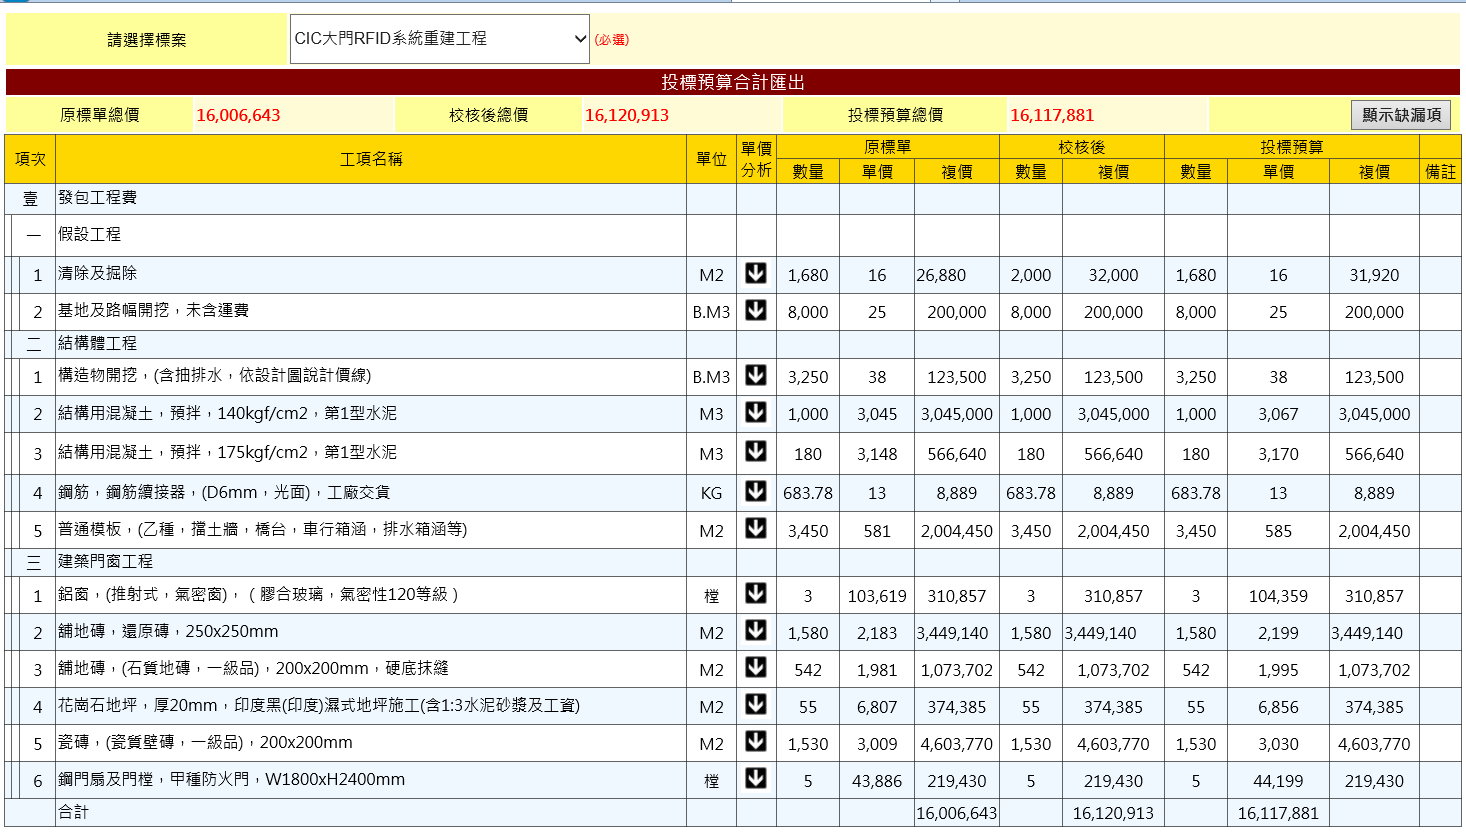 請選擇標案 CIC大門RFID系統重建工程 (必選)
投標預算合計匯出
原標單總價 16,006,643 校核後總價 16,120,913 投標預算總價 16,117,881 顯示缺漏項
項次 工項名稱 單位 單價分析 原標單 校核後 投標預算
數量 單價 複價 數量 複價 數量 單價 複價 備註
壹 發包工程費
一 假設工程
1 清除及掘除 M2 1,680 16 26,880 2,000 32,000 1,680 16 31,920
2 基地及路幅開挖，未含運費 B.M3 8,000 25 200,000 8,000 200,000 8,000 25 200,000
二 結構體工程
1 構造物開挖，(含抽排水，依設計圖說計價線) B.M3 3,250 38 123,500 3,250 123,500 3,250 38 123,500
2 結構用混凝土，預拌，140kgf/cm2，第1型水泥 M3 1,000 3,045 3,045,000 1,000 3,045,000 1,000 3,067 3,045,000
3 結構用混凝土，預拌，175kgf/cm2，第1型水泥 M3 180 3,148 566,640 180 566,640 180 3,170 566,640
4 鋼筋，鋼筋續接器，(D6mm，光面)，工廠交貨 KG 683.78 13 8,889 683.78 8,889 683.78 13 8,889
5 普通模板，(乙種，擋土牆，橋台，車行箱涵，排水箱涵等) M2 3,450 581 2,004,450 3,450 2,004,450 3,450 585 2,004,450
三 建築門窗工程
1 鋁窗，(推射式，氣密窗)，（膠合玻璃，氣密性120等級） 樘 3 103,619 310,857 3 310,857 3 104,359 310,857
2 舖地磚，還原磚，250x250mm M2 1,580 2,183 3,449,140 1,580 3,449,140 1,580 2,199 3,449,140
3 舖地磚，(石質地磚，一級品)，200x200mm，硬底抹縫 M2 542 1,981 1,073,702 542 1,073,702 542 1,995 1,073,702
4 花崗石地坪，厚20mm，印度黑(印度)濕式地坪施工(含1:3水泥砂漿及工資) M2 55 6,807 374,385 55 374,385 55 6,856 374,385
5 瓷磚，(瓷質壁磚，一級品)，200x200mm M2 1,530 3,009 4,603,770 1,530 4,603,770 1,530 3,030 4,603,770
6 鋼門扇及門樘，甲種防火門，W1800xH2400mm 樘 5 43,886 219,430 5 219,430 5 44,199 219,430
合計 16,006,643 16,120,913 16,117,881